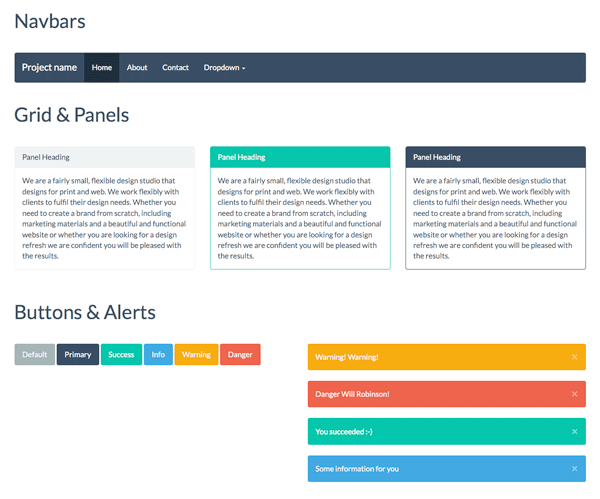 Navbars
Project name Home About Contact Dropdown
Grid & Panels
Panel Heading
We are a fairly small, flexible design studio that
designs for print and web. We work flexibly with
clients to fulfil their design needs. Whether you
need to create a brand from scratch, including
marketing materials and a beautiful and functional
website or whether you are looking for a design
refresh we are confident you will be pleased with
the results.
Panel Heading
We are a fairly small, flexible design studio that
designs for print and web. We work flexibly with
clients to fulfil their design needs. Whether you
need to create a brand from scratch, including
marketing materials and a beautiful and functional
website or whether you are looking for a design
refresh we are confident you will be pleased with
the results.
Panel Heading
We are a fairly small, flexible design studio that
designs for print and web. We work flexibly with
clients to fulfil their design needs. Whether you
need to create a brand from scratch, including
marketing materials and a beautiful and functional
website or whether you are looking for a design
refresh we are confident you will be pleased with
the results.
Buttons & Alerts
Default Primary Success Info Warning Danger
Warning! Warning! ×
Danger Will Robinson! ×
You succeeded :-) ×
Some information for you ×